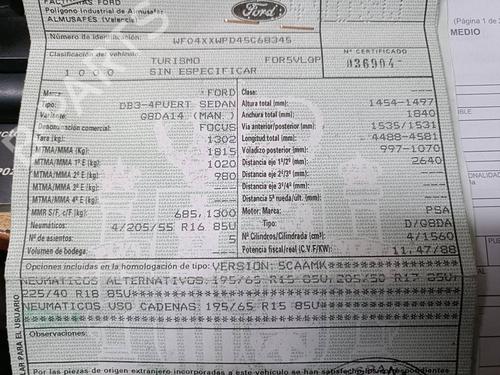 FACTORIAS FORD
Polígono Industrial de Almusafes
ALMUSAFES (Valencia)
Ford
(Página 1 de
MEDIO
Número de identificación: WF04XXWPD45C68345
Clasificación del vehículo: TURISMO FOR5VLGP
1000 SIN ESPECIFICAR
Nº CERTIFICADO
036904
Marca: FORD
Tipo: DB3-4PUERT SEDAN
Variante: G8DA14 (MAN.)
Denominación comercial: FOCUS
Tara (kg): 1302
MTMA/MMA (Kg): 1815
MTMA/MMA 1º E (kg): 1020
MTMA/MMA 2º E (kg): 980
MTMA/MMA 3º E (kg): ---
MTMA/MMA 4º E (kg): ---
MMR S/F, c/F (kg): 685,1300
Neumáticos: 4/205/55 R16 85U
Nº de asientos: 5
Volumen de bodega: ---
Clase: ---
Altura total (mm): 1454-1497
Anchura total (mm): 1840
Vía anterior/posterior (mm): 1535/1531
Longitud total (mm): 4488-4581
Voladizo posterior (mm): 997-1070
Distancia eje 1º/2º (mm): 2640
Distancia eje 2º/3º (mm): ---
Distancia eje 3º/4º (mm): ---
Distancia 5ª rueda/ult. (mm): ---
Motor: Marca: PSA
Tipo: D/G8DA
Nº Cilindros/Cilindrada (cm³): 4/1560
Potencia fiscal/real (C.V.F/KW): 11,47/88
Opciones incluidas en la homologación de tipo: VERSION: 5CAAMK
NEUMATICOS ALTERNATIVOS: 195/65 R15 85U 205/50 R17 85U
225/40 R18 85U
NEUMATICOS USO CADENAS: 195/65 R15 85U
Observaciones:
Por las piezas de origen extranjero incorporadas a este vehículo se han satisfecho los correspondientes
LAR PARA EL USUARIO